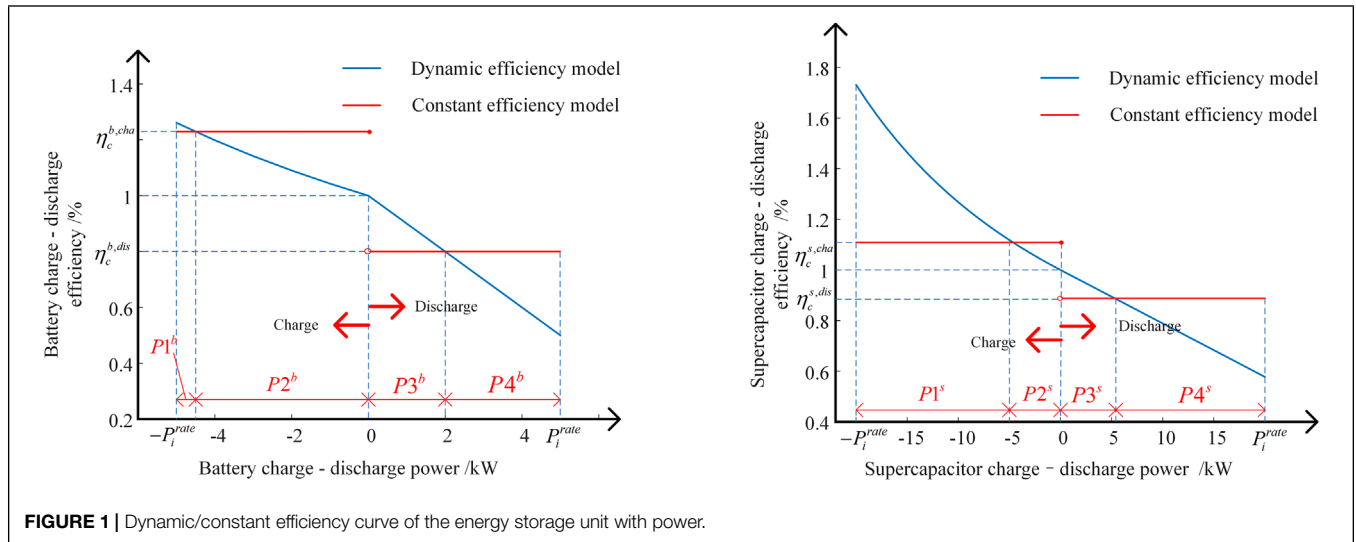 Dynamic efficiency model
Constant efficiency model
Battery charge - discharge
efficiency /%
1.4
η_c^{b,cha}
1
η_c^{b,dis}
0.6
0.4
0.2
Discharge
Charge
P1^b
P2^b
P3^b
P4^b
−P_i^{rate}
-4
-2
0
2
4
P_i^{rate}
Battery charge - discharge power /kW
Dynamic efficiency model
Constant efficiency model
Supercapacitor charge - discharge
efficiency /%
1.8
1.6
1.4
1.2
η_c^{s,cha}
1
η_c^{s,dis}
0.8
0.6
0.4
Discharge
Charge
P1^s
P2^s
P3^s
P4^s
−P_i^{rate}
-15
-10
-5
0
5
10
15
P_i^{rate}
Supercapacitor charge - discharge power /kW
FIGURE 1 | Dynamic/constant efficiency curve of the energy storage unit with power.